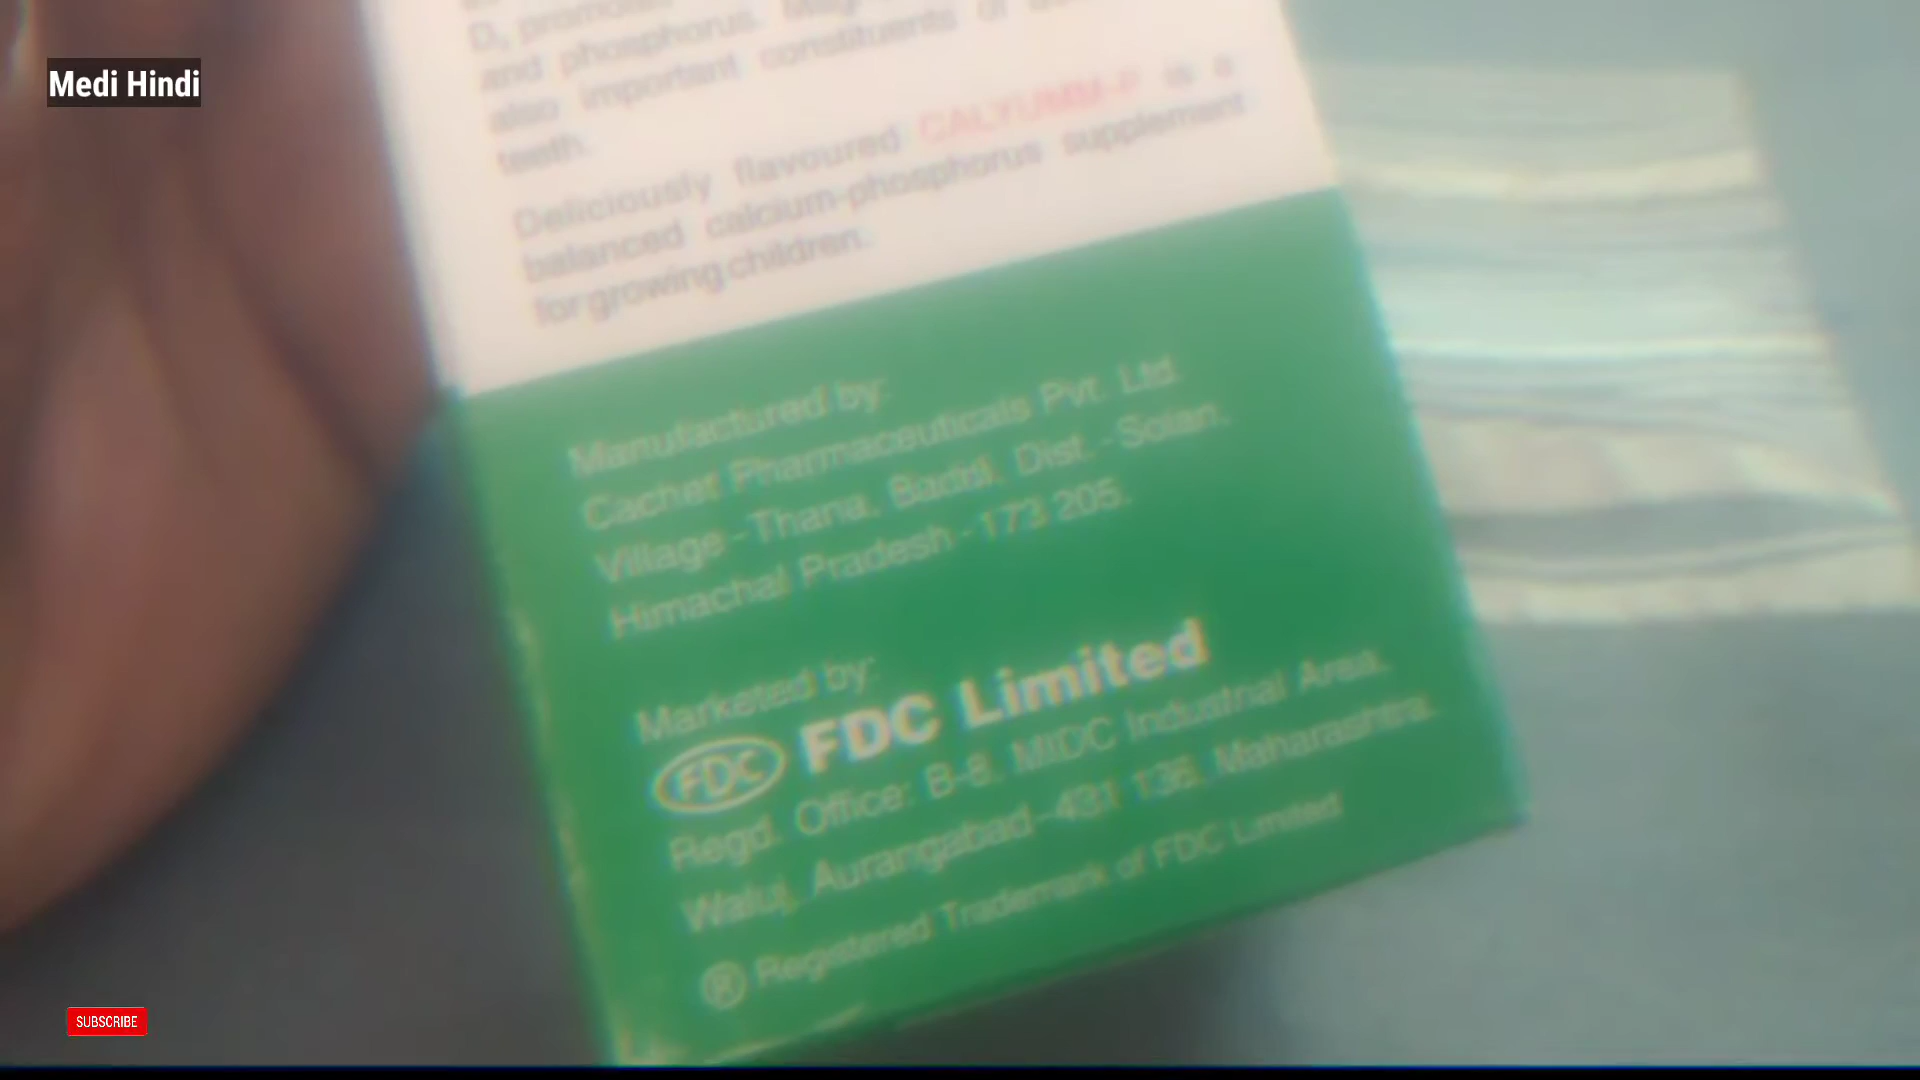 Medi Hindi
D, promotes
and phosphorus.
also important constituents of
teeth.
Deliciously flavoured CALYUMM-P is a
balanced calcium-phosphorus supplement
for growing children.
Manufactured by:
Cachet Pharmaceuticals Pvt. Ltd.
Village - Thana, Baddi, Dist. - Solan.
Himachal Pradesh - 173 205.
Marketed by:
FDC FDC Limited
Regd. Office: B-8, MIDC Industrial Area,
Waluj, Aurangabad - 431 136, Maharashtra.
® Registered Trademark of FDC Limited
SUBSCRIBE